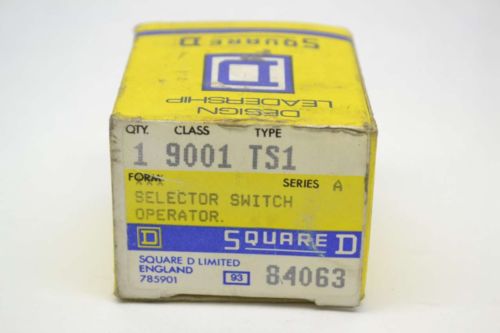 SQUARE D
D
DESIGN
LEADERSHIP
QTY. CLASS TYPE
1 9001 TS1
FORM SERIES A
***
SELECTOR SWITCH
OPERATOR.
D SQUARE D
SQUARE D LIMITED
ENGLAND
785901 93 84063